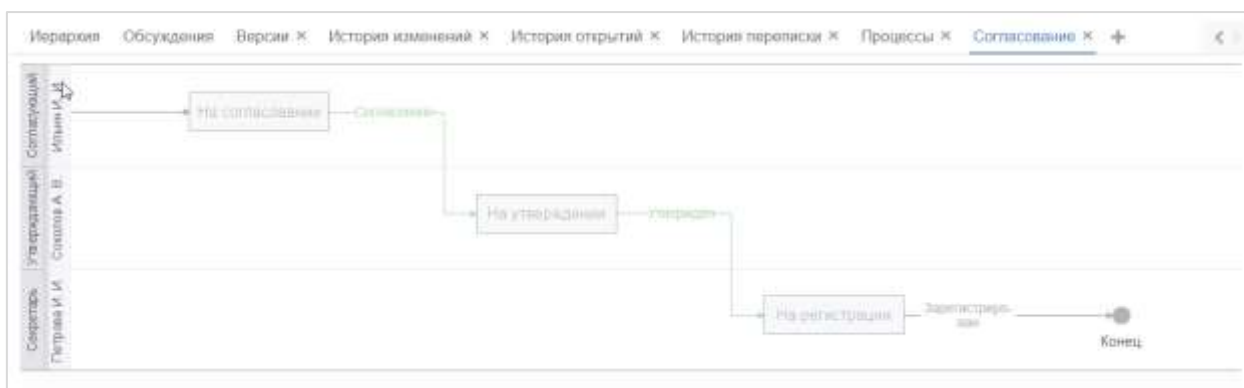 Иерархия Обсуждения Версии × История изменений × История открытий × История переписки × Процессы × Согласование × +
Согласующий
Ильин И. И.
На согласовании
Согласован
Утверждающий
Соколов А. В.
На утверждении
Утвержден
Секретарь
Петрова И. И.
На регистрации
Зарегистриро-
ван
Конец